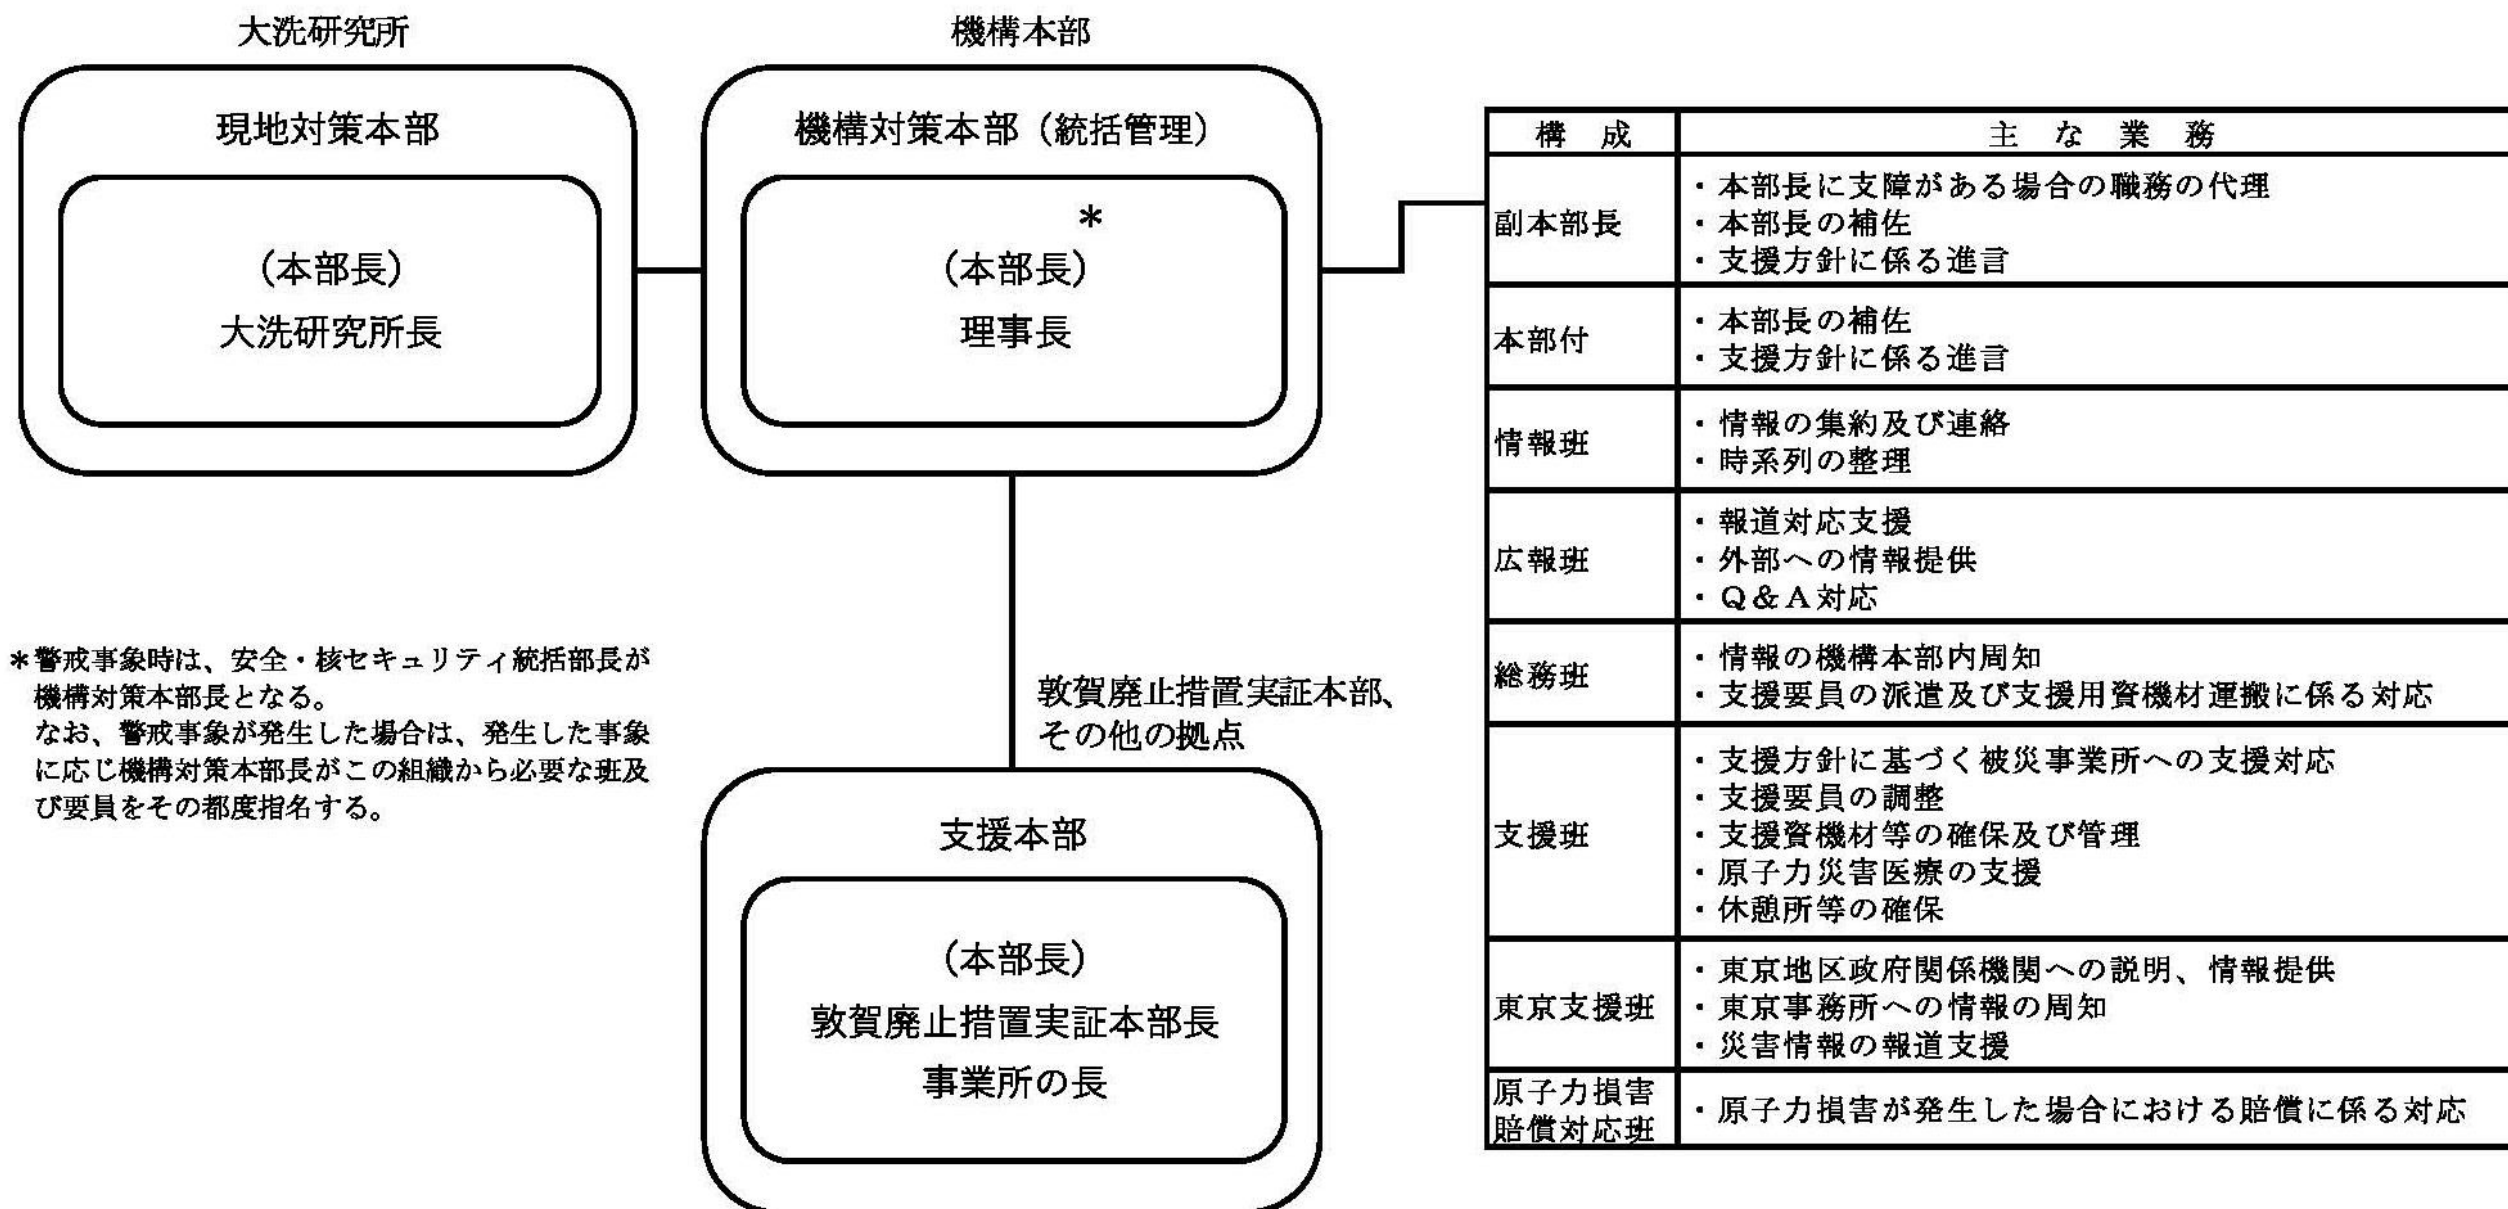 大洗研究所
現地対策本部
(本部長)
大洗研究所長
機構本部
機構対策本部(統括管理)
*
(本部長)
理事長
*警戒事象時は、安全・核セキュリティ統括部長が
機構対策本部長となる。
なお、警戒事象が発生した場合は、発生した事象
に応じ機構対策本部長がこの組織から必要な班及
び要員をその都度指名する。
敦賀廃止措置実証本部、
その他の拠点
支援本部
(本部長)
敦賀廃止措置実証本部長
事業所の長
構 成 主 な 業 務
副本部長
・本部長に支障がある場合の職務の代理
・本部長の補佐
・支援方針に係る進言
本部付
・本部長の補佐
・支援方針に係る進言
情報班
・情報の集約及び連絡
・時系列の整理
広報班
・報道対応支援
・外部への情報提供
・Q&A対応
総務班
・情報の機構本部内周知
・支援要員の派遣及び支援用資機材運搬に係る対応
支援班
・支援方針に基づく被災事業所への支援対応
・支援要員の調整
・支援資機材等の確保及び管理
・原子力災害医療の支援
・休憩所等の確保
東京支援班
・東京地区政府関係機関への説明、情報提供
・東京事務所への情報の周知
・災害情報の報道支援
原子力損害
賠償対応班
・原子力損害が発生した場合における賠償に係る対応